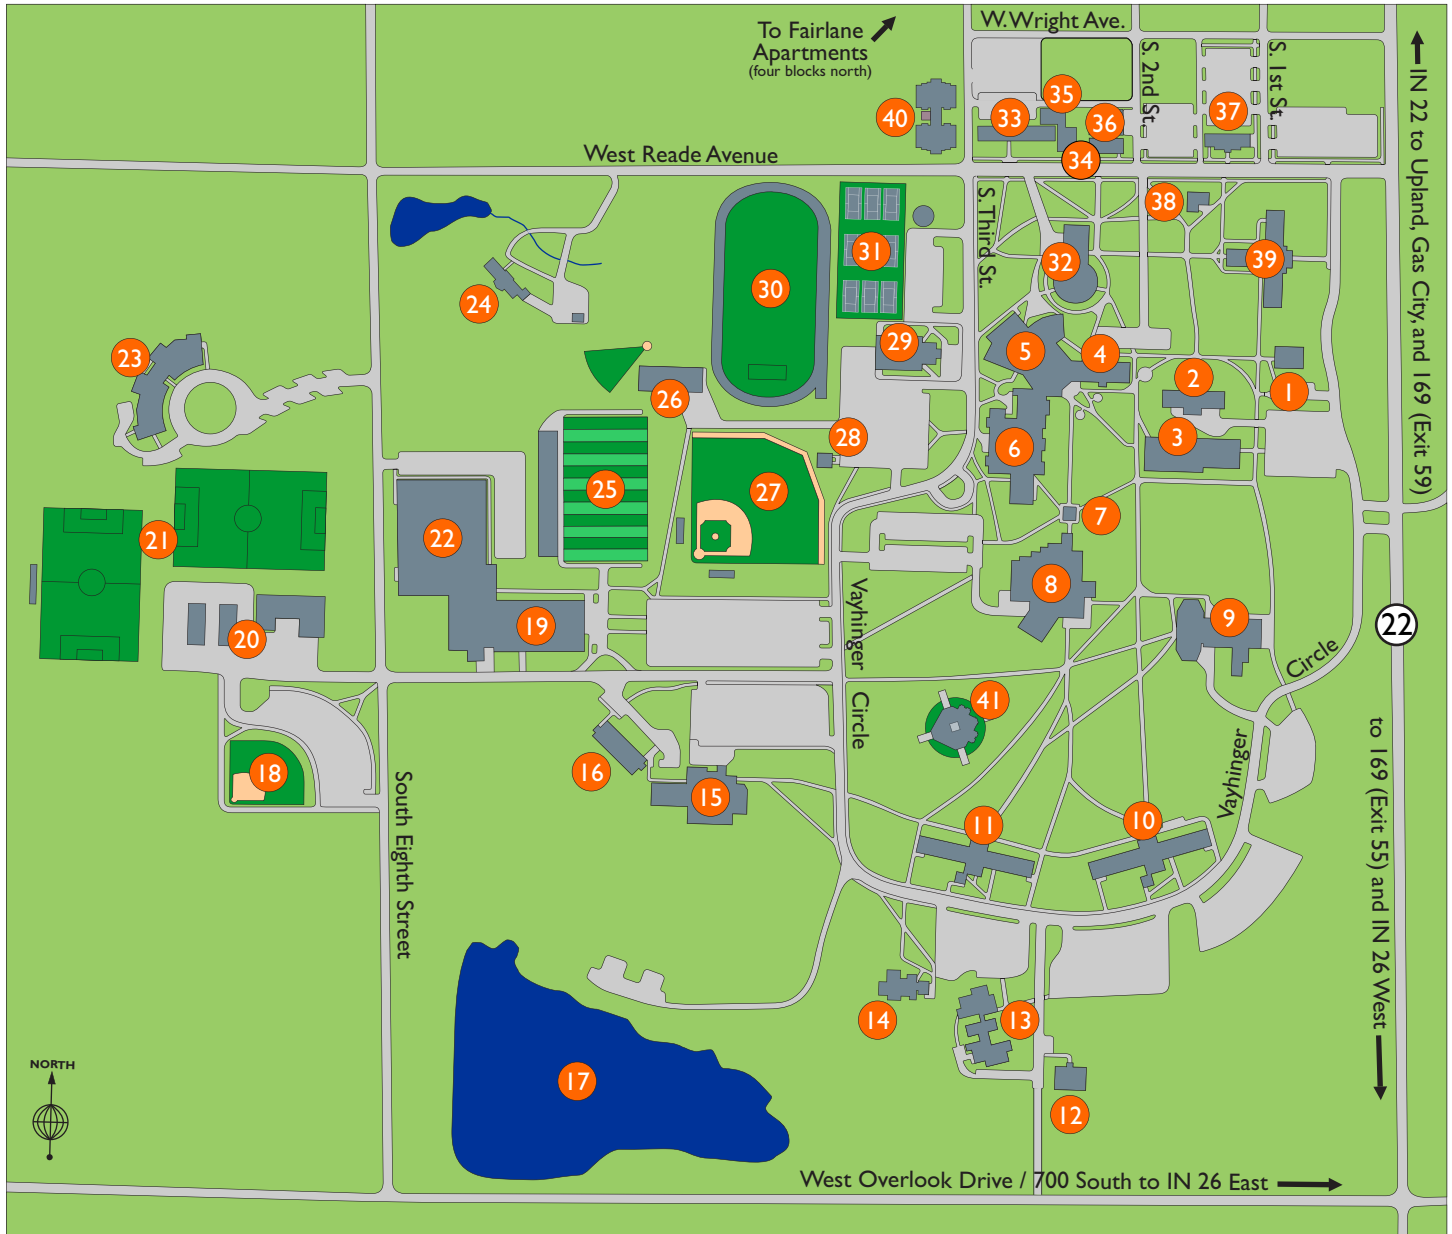 W. Wright Ave.
To Fairlane
Apartments
(four blocks north)
S. 2nd St.
S. 1st St.
IN 22 to Upland, Gas City, and 169 (Exit 59)
35
37
40
33
36
West Reade Avenue
34
38
S. Third St.
31
32
39
30
24
29
5
4
23
2
1
26
28
3
6
25
27
7
21
22
8
Vayhinger
9
22
19
20
Circle
41
Circle
to 169 (Exit 55) and IN 26 West
Vayhinger
16
18
15
South Eighth Street
11
10
14
13
NORTH
17
12
West Overlook Drive / 700 South to IN 26 East